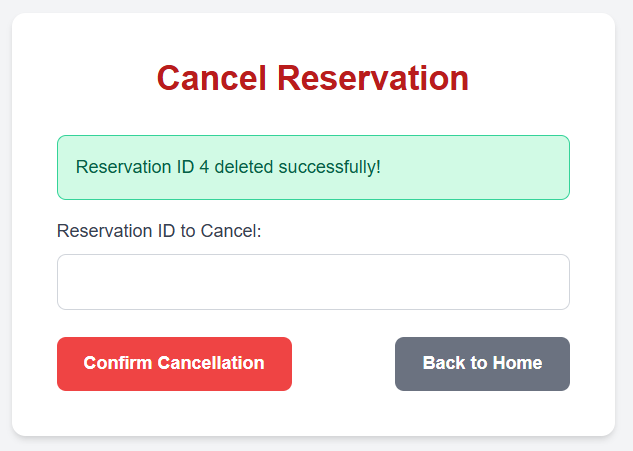 Cancel Reservation
Reservation ID 4 deleted successfully!
Reservation ID to Cancel:
Confirm Cancellation
Back to Home